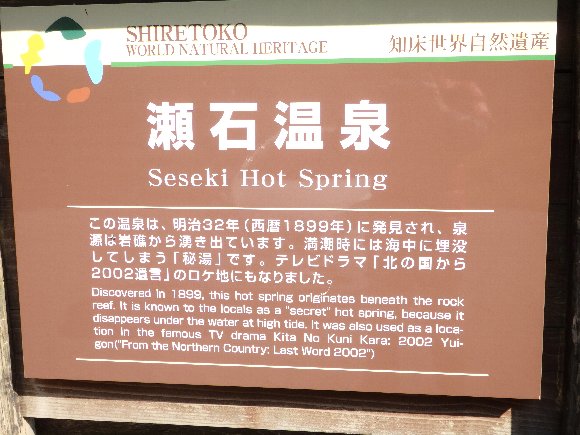 SHIRETOKO
WORLD NATURAL HERITAGE
知床世界自然遺産
瀬石温泉
Seseki Hot Spring
この温泉は、明治32年（西暦1899年）に発見され、泉
源は岩礁から湧き出ています。満潮時には海中に埋没
してしまう「秘湯」です。テレビドラマ「北の国から
2002遺言」のロケ地にもなりました。
Discovered in 1899, this hot spring originates beneath the rock
reef. It is known to the locals as a "secret" hot spring, because it
disappears under the water at high tide. It was also used as a loca-
tion in the famous TV drama Kita No Kuni Kara: 2002 Yui-
gon("From the Northern Country: Last Word 2002")